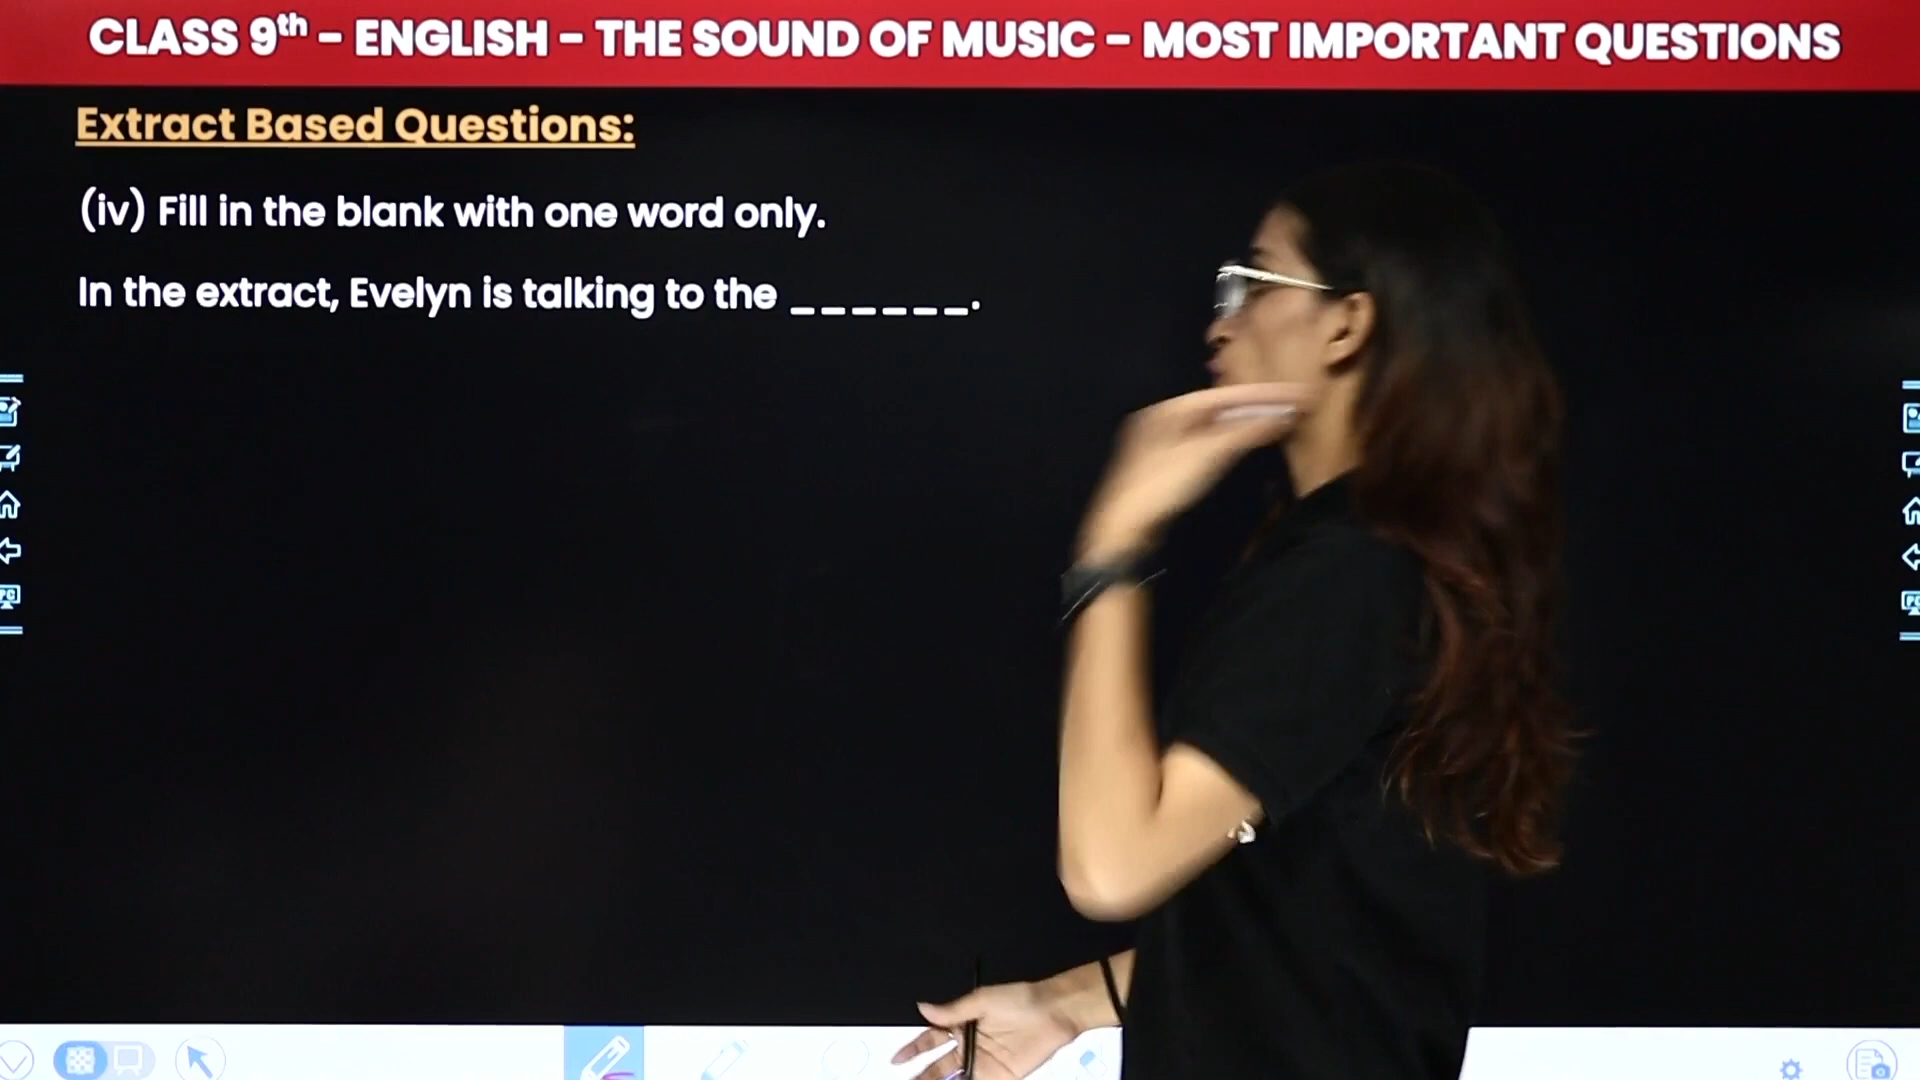 CLASS 9th - ENGLISH - THE SOUND OF MUSIC - MOST IMPORTANT QUESTIONS
Extract Based Questions:
(iv) Fill in the blank with one word only.
In the extract, Evelyn is talking to the ______.
PC